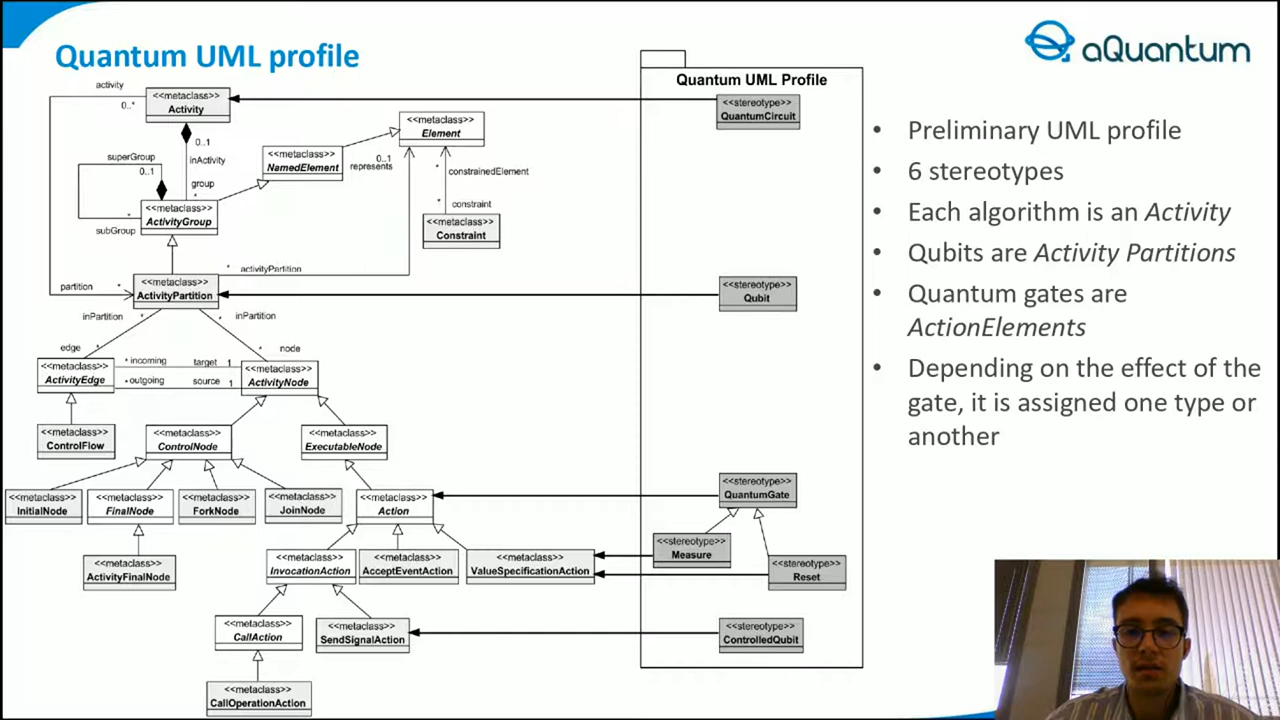 Quantum UML profile
aQuantum
activity
0..*
<<metaclass>>
Activity
0..1
inActivity
group
*
superGroup
0..1
*
subGroup
<<metaclass>>
ActivityGroup
<<metaclass>>
NamedElement
<<metaclass>>
Element
0..1
represents
* constrainedElement
* constraint
<<metaclass>>
Constraint
* activityPartition
partition *
<<metaclass>>
ActivityPartition
inPartition *
* inPartition
edge *
* node
<<metaclass>>
ActivityEdge
* incoming target 1
* outgoing source 1
<<metaclass>>
ActivityNode
<<metaclass>>
ControlFlow
<<metaclass>>
ControlNode
<<metaclass>>
ExecutableNode
<<metaclass>>
InitialNode
<<metaclass>>
FinalNode
<<metaclass>>
ForkNode
<<metaclass>>
JoinNode
<<metaclass>>
Action
<<metaclass>>
ActivityFinalNode
<<metaclass>>
InvocationAction
<<metaclass>>
AcceptEventAction
<<metaclass>>
ValueSpecificationAction
<<metaclass>>
CallAction
<<metaclass>>
SendSignalAction
<<metaclass>>
CallOperationAction
Quantum UML Profile
<<stereotype>>
QuantumCircuit
<<stereotype>>
Qubit
<<stereotype>>
QuantumGate
<<stereotype>>
Measure
<<stereotype>>
Reset
<<stereotype>>
ControlledQubit
• Preliminary UML profile
• 6 stereotypes
• Each algorithm is an Activity
• Qubits are Activity Partitions
• Quantum gates are
ActionElements
• Depending on the effect of the
gate, it is assigned one type or
another